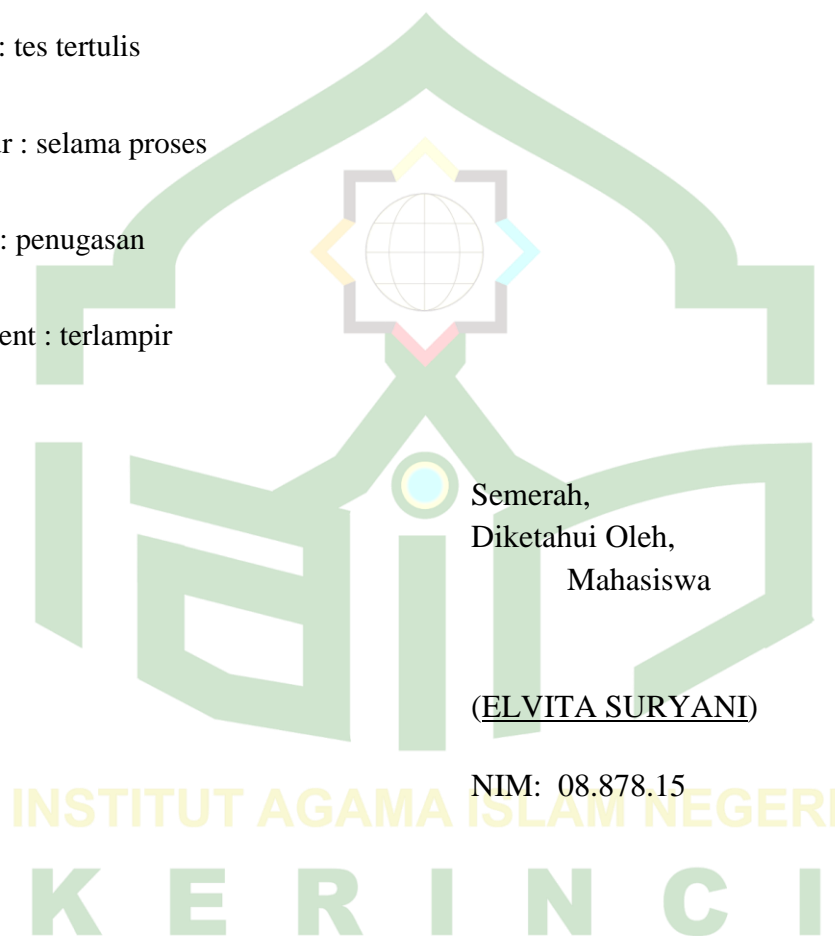 : tes tertulis
r : selama proses
: penugasan
ent : terlampir
Semerah,
Diketahui Oleh,
Mahasiswa
(ELVITA SURYANI)
NIM: 08.878.15
INSTITUT AGAMA ISLAM NEGERI
KERINCI